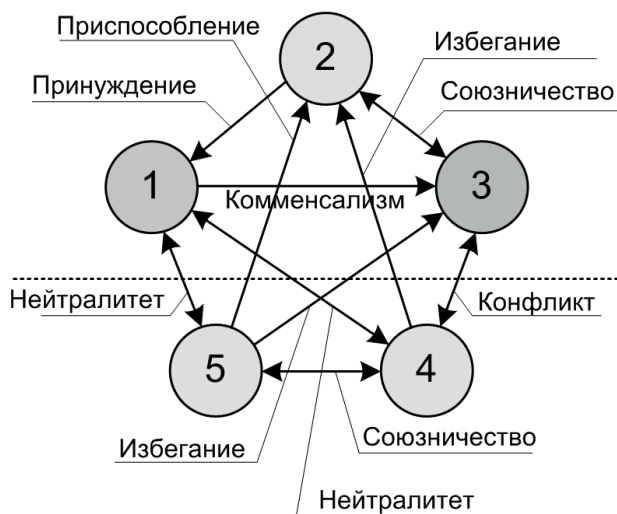 Приспособление
Избегание
2
Принуждение
Союзничество
1
3
Комменсализм
Нейтралитет
Конфликт
5
4
Избегание
Союзничество
Нейтралитет